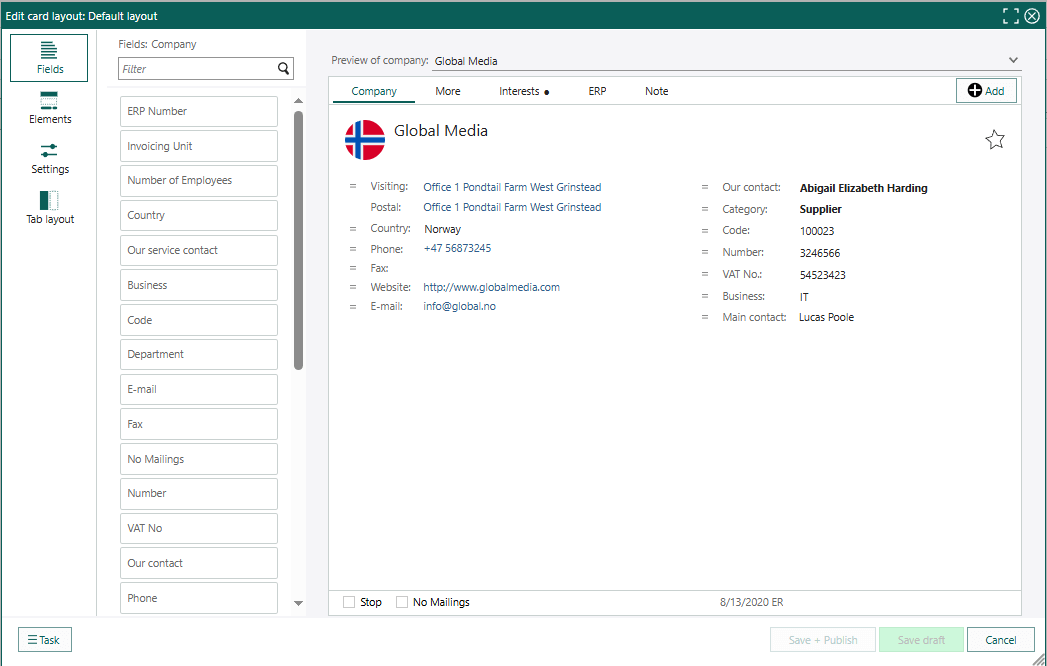 Edit card layout: Default layout
Fields
Elements
Settings
Tab layout
Fields: Company
Filter
ERP Number
Invoicing Unit
Number of Employees
Country
Our service contact
Business
Code
Department
E-mail
Fax
No Mailings
Number
VAT No
Our contact
Phone
Preview of company: Global Media
Company More Interests ● ERP Note Add
Global Media
= Visiting: Office 1 Pondtail Farm West Grinstead
Postal: Office 1 Pondtail Farm West Grinstead
= Country: Norway
= Phone: +47 56873245
= Fax:
= Website: http://www.globalmedia.com
= E-mail: info@global.no
= Our contact: Abigail Elizabeth Harding
= Category: Supplier
= Code: 100023
= Number: 3246566
= VAT No.: 54523423
= Business: IT
= Main contact: Lucas Poole
Stop No Mailings 8/13/2020 ER
Task Save + Publish Save draft Cancel